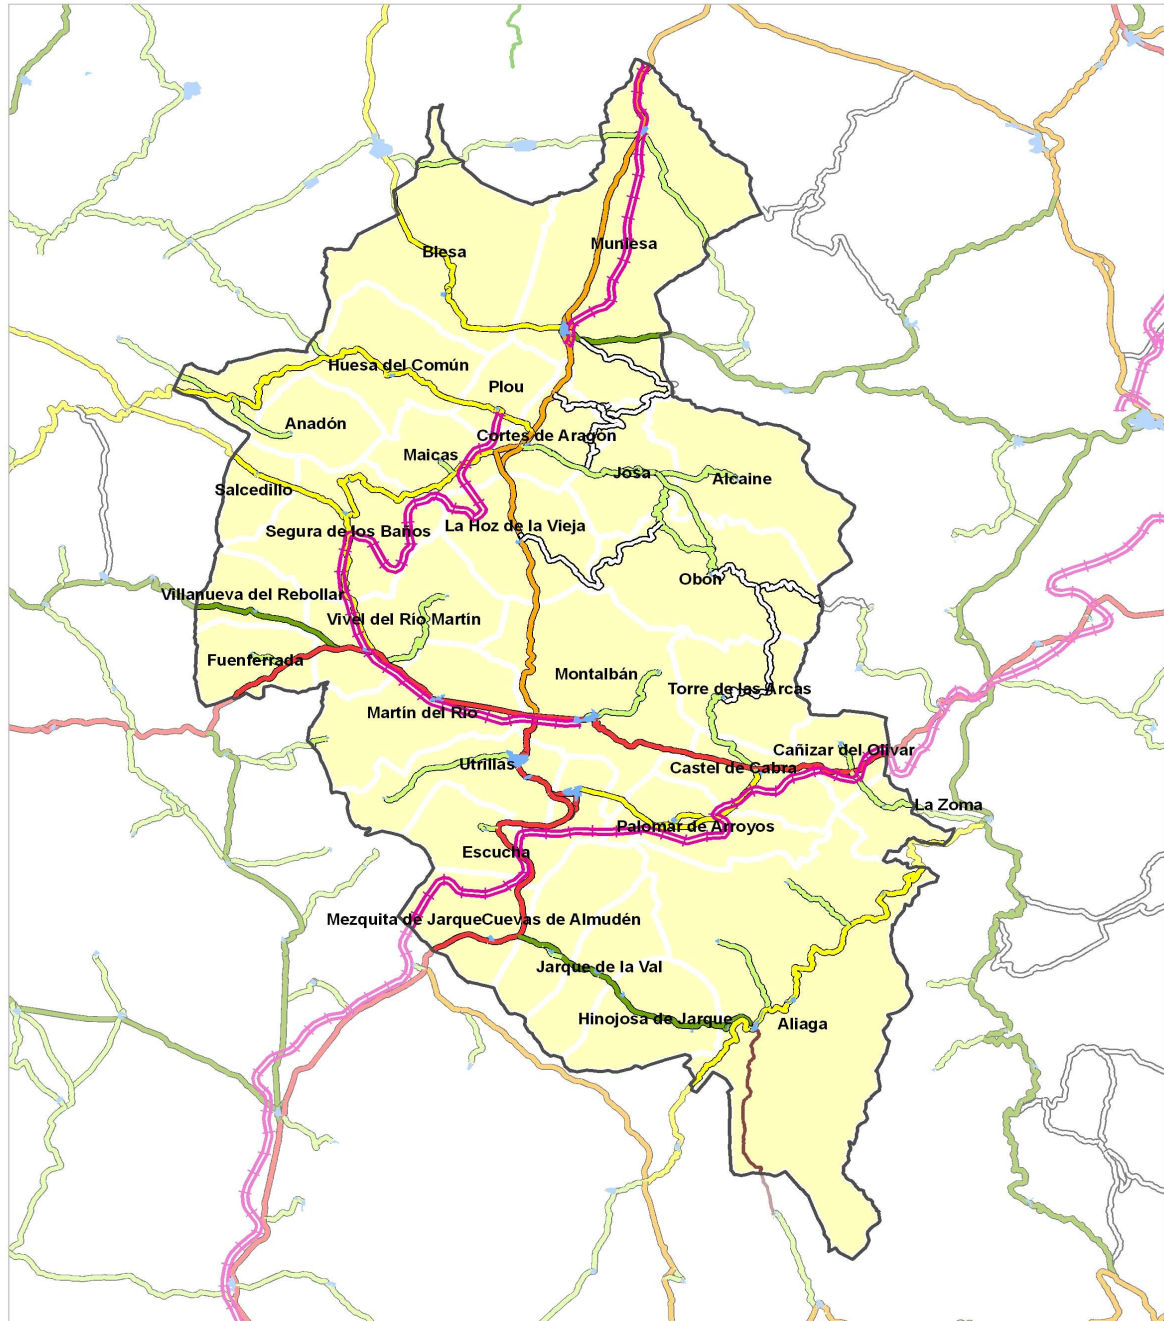 Muniesa
Blesa
Huesa del Común
Plou
Anadón
Cortes de Aragón
Maicas
Josa
Alcaine
Salcedillo
La Hoz de la Vieja
Segura de los Baños
Obón
Villanueva del Rebollar
Vivel del Río Martín
Fuenferrada
Montalbán
Torre de las Arcas
Martín del Río
Cañizar del Olivar
Utrillas
Castel de Cabra
La Zoma
Palomar de Arroyos
Escucha
Mezquita de Jarque
Cuevas de Almudén
Jarque de la Val
Hinojosa de Jarque
Aliaga